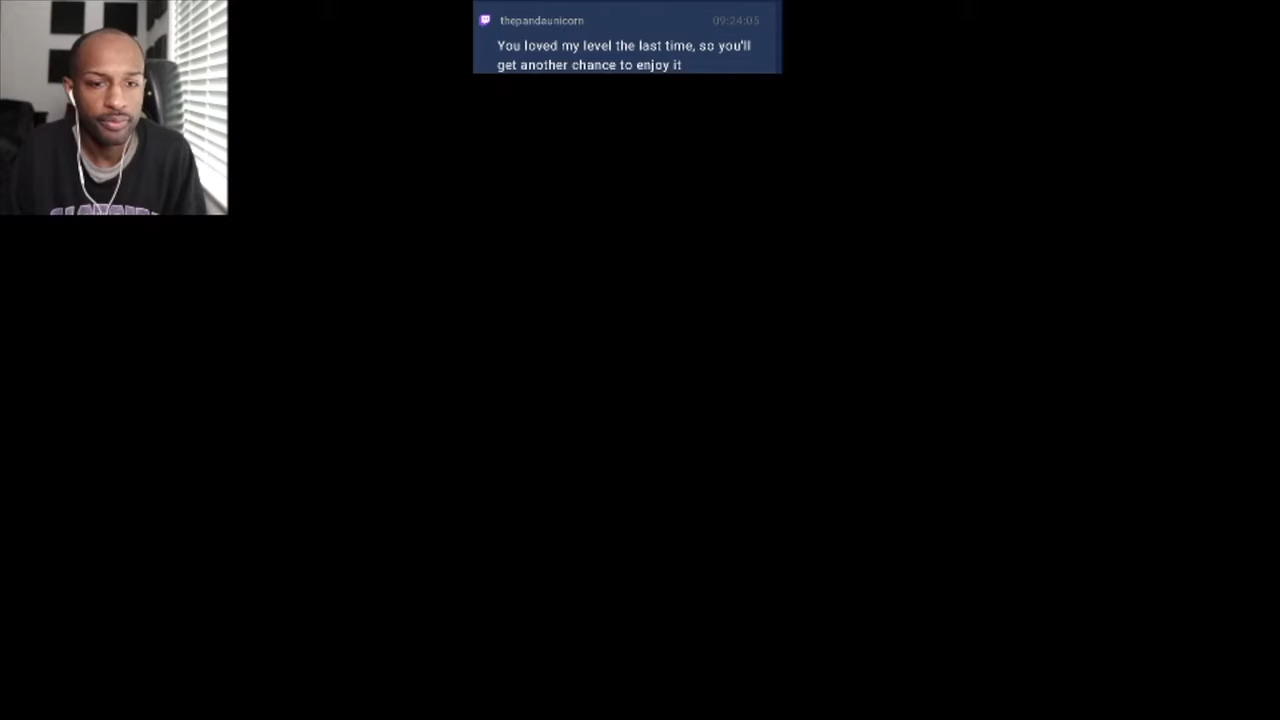 thepandaunicorn 09:24:05
You loved my level the last time, so you'll
get another chance to enjoy it